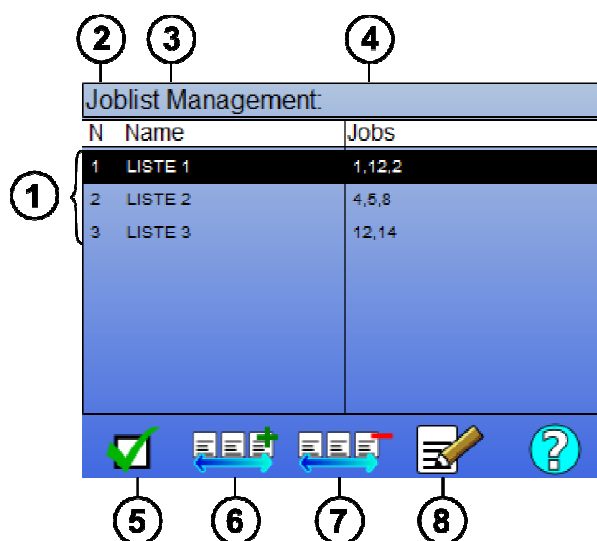 2 3 4
Joblist Management:
N Name Jobs
1 LISTE 1 1,12,2
2 LISTE 2 4,5,8
3 LISTE 3 12,14
1
?
5 6 7 8